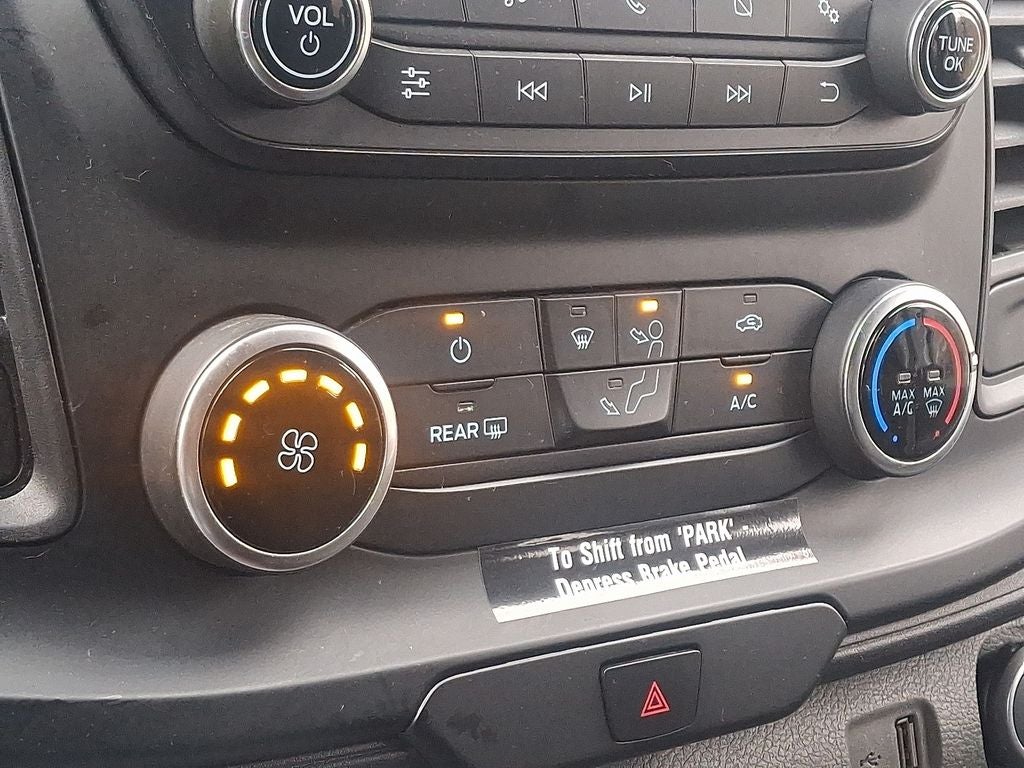 VOL
TUNE
OK
REAR
A/C
MAX
A/C
MAX
To Shift from 'PARK'
Depress Brake Pedal